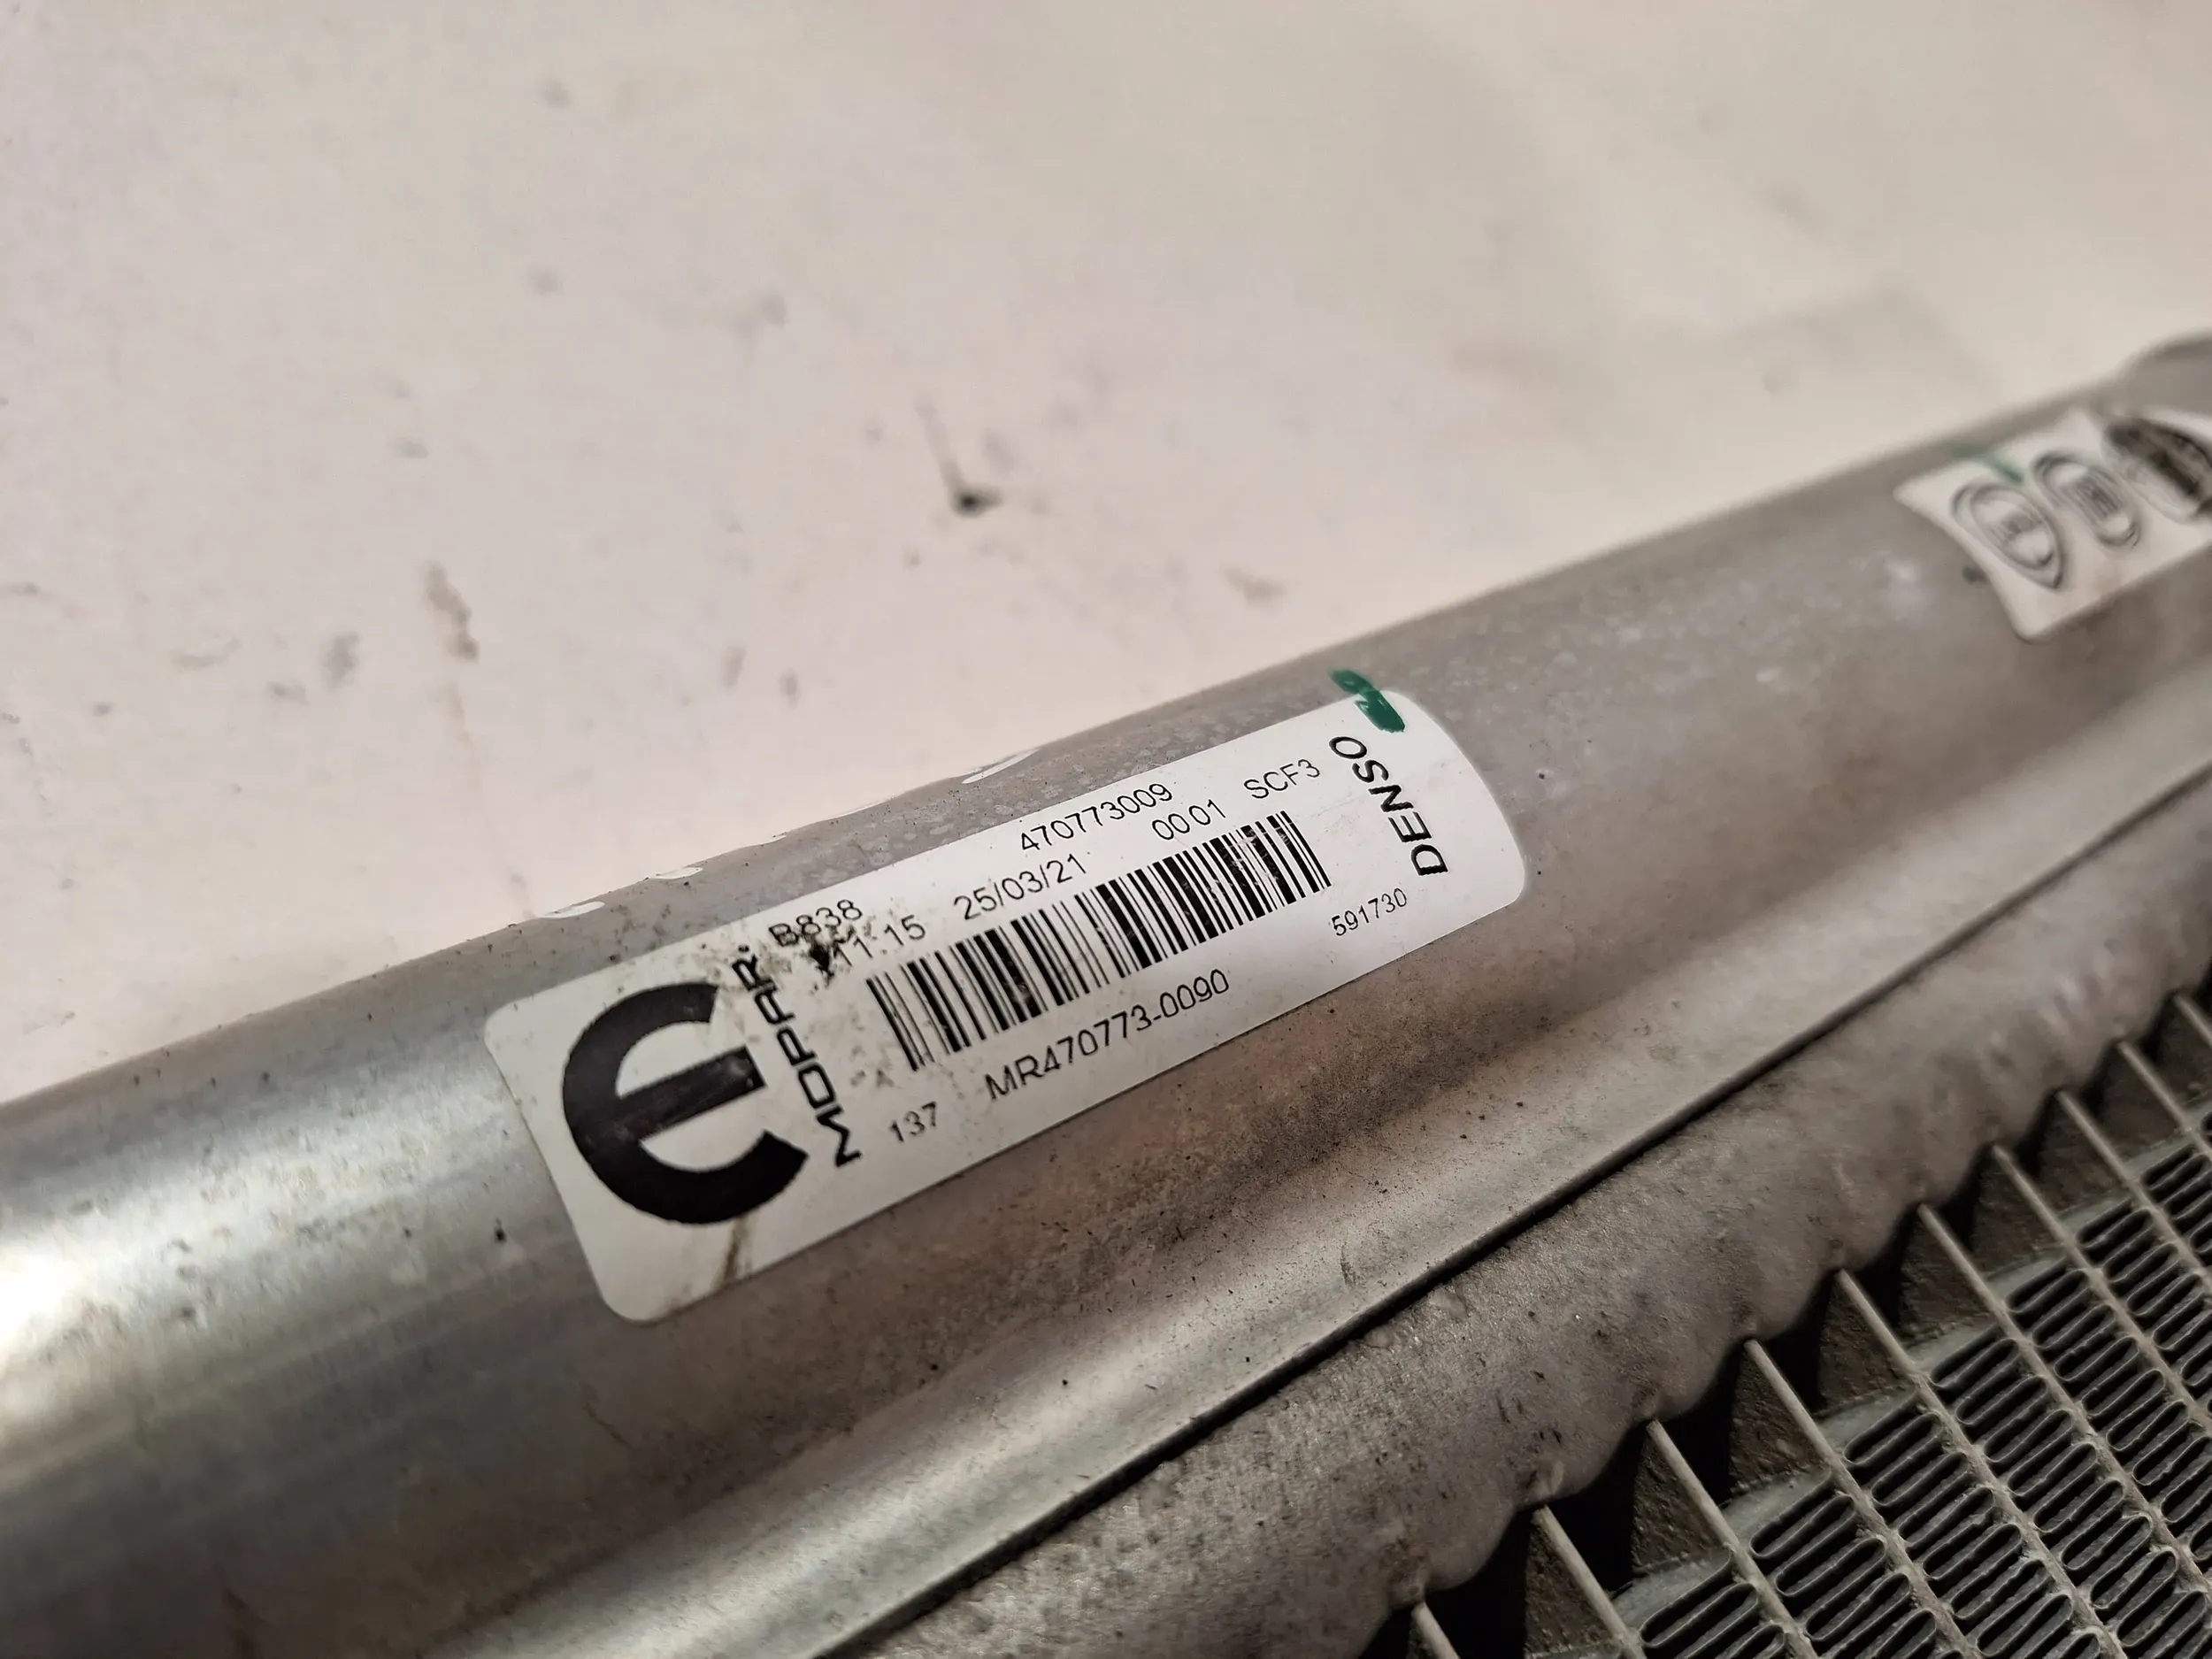 Є
MOPAR.
B838
470773009
11:15 25/03/21 0001 SCF3
137 MR470773-0090
591730
DENSO